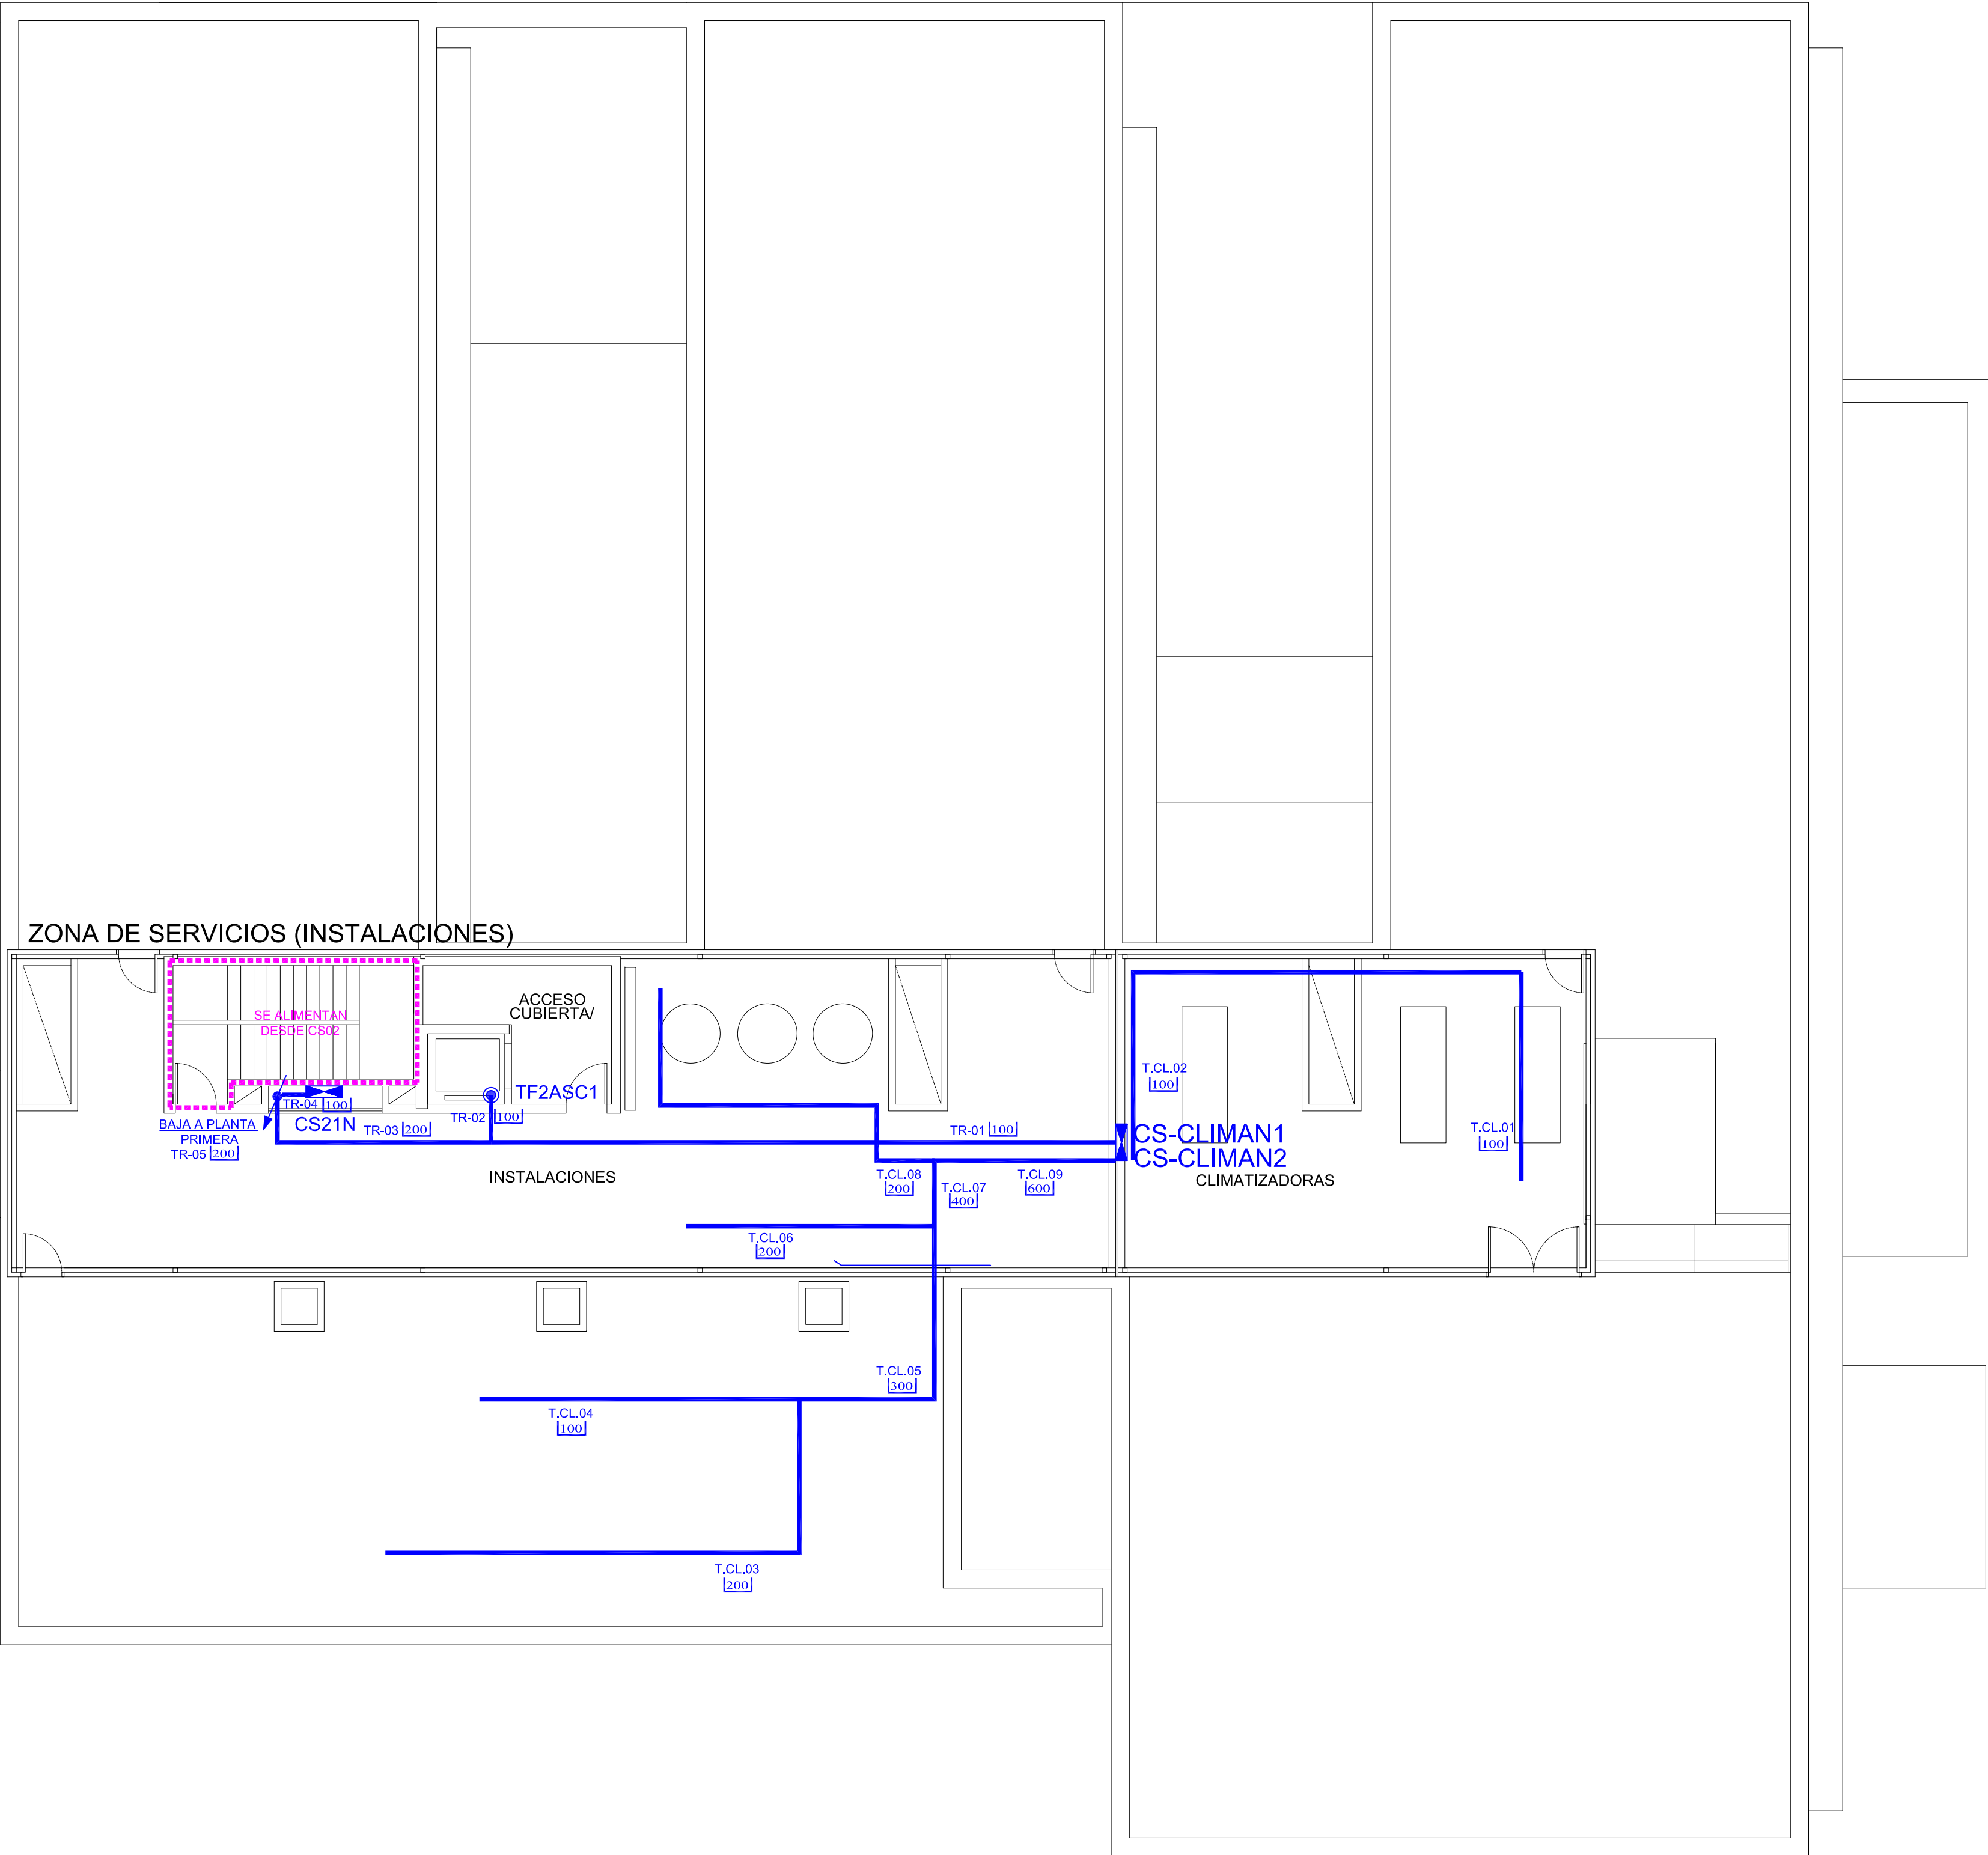 ZONA DE SERVICIOS (INSTALACIONES)
ACCESO
CUBIERTA/
SE ALIMENTAN
DESDE CS02
T.CL.02
100
TF2ASC1
TR-04 100
CS21N
TR-02 100
BAJA A PLANTA
PRIMERA
TR-05 200
TR-03 200
TR-01 100
CS-CLIMAN1
CS-CLIMAN2
T.CL.01
100
INSTALACIONES
T.CL.08
200
T.CL.07
400
T.CL.09
600
CLIMATIZADORAS
T.CL.06
200
T.CL.05
300
T.CL.04
100
T.CL.03
200